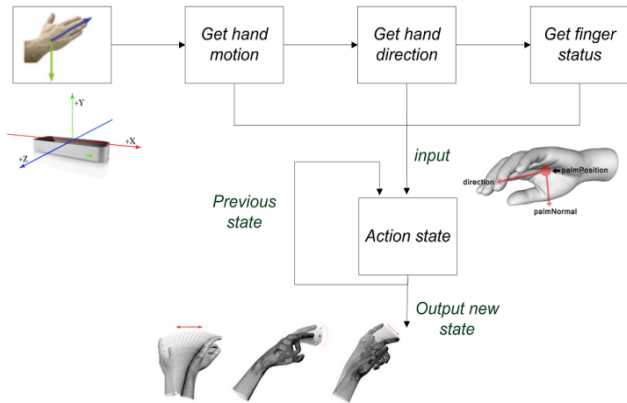 Get hand
motion
Get hand
direction
Get finger
status
+Y
+X
+Z
input
direction
palmPosition
palmNormal
Previous
state
Action state
Output new
state